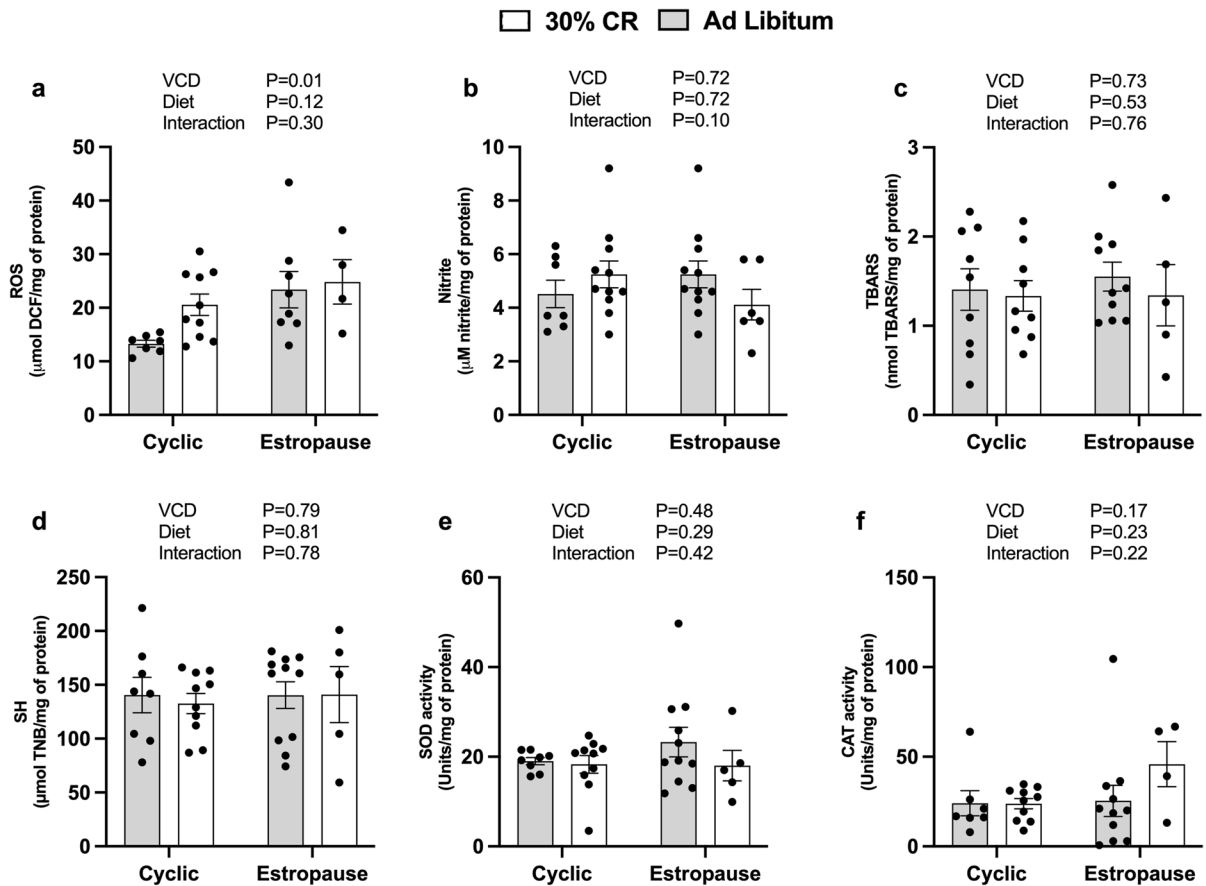 30% CR Ad Libitum
a
VCD P=0.01
Diet P=0.12
Interaction P=0.30
ROS
(μmol DCF/mg of protein)
50
40
30
20
10
0
Cyclic Estropause
b
VCD P=0.72
Diet P=0.72
Interaction P=0.10
Nitrite
(μM nitrite/mg of protein)
10
8
6
4
2
0
Cyclic Estropause
c
VCD P=0.73
Diet P=0.53
Interaction P=0.76
TBARS
(nmol TBARS/mg of protein)
3
2
1
0
Cyclic Estropause
d
VCD P=0.79
Diet P=0.81
Interaction P=0.78
SH
(μmol TNB/mg of protein)
250
200
150
100
50
0
Cyclic Estropause
e
VCD P=0.48
Diet P=0.29
Interaction P=0.42
SOD activity
(Units/mg of protein)
60
40
20
0
Cyclic Estropause
f
VCD P=0.17
Diet P=0.23
Interaction P=0.22
CAT activity
(Units/mg of protein)
150
100
50
0
Cyclic Estropause